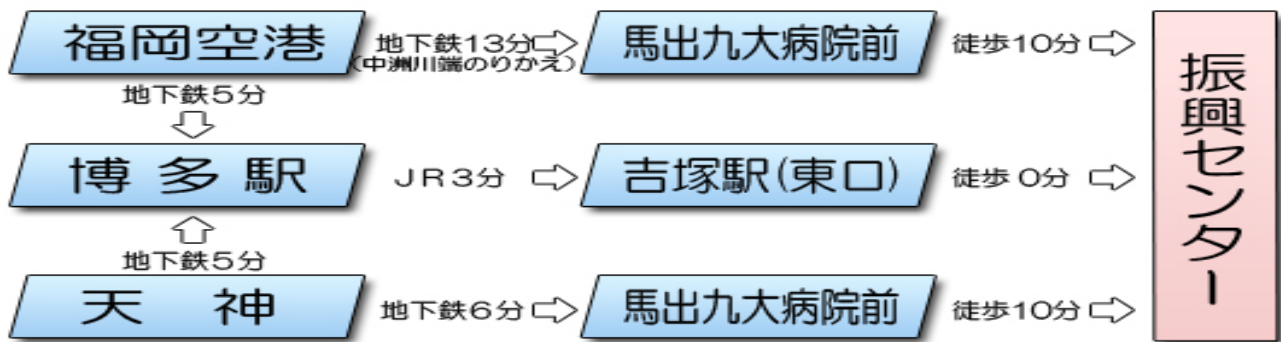 福岡空港 地下鉄13分 馬出九大病院前 徒歩10分
(中洲川端のりかえ)
地下鉄5分
博多駅 JR3分 吉塚駅(東口) 徒歩0分
地下鉄5分
天神 地下鉄6分 馬出九大病院前 徒歩10分
振興センター